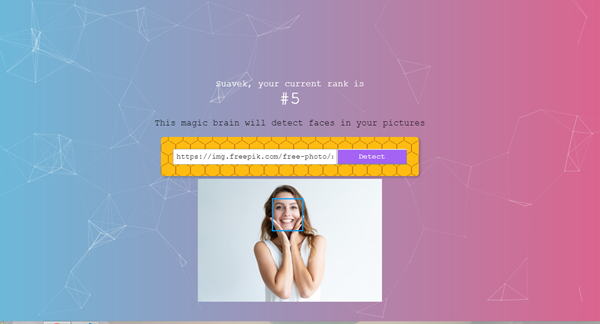 Suavek, your current rank is
#5
This magic brain will detect faces in your pictures
https://img.freepik.com/free-photo/:
Detect